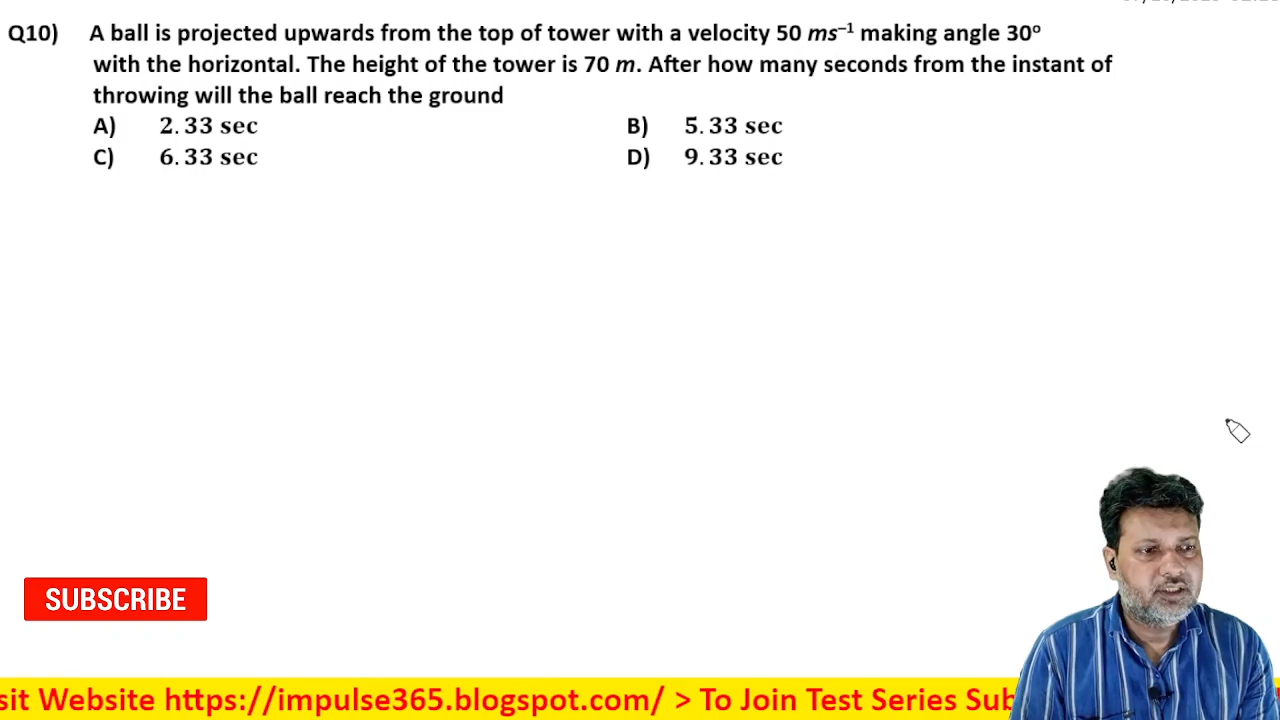 Q10) A ball is projected upwards from the top of tower with a velocity 50 ms⁻¹ making angle 30°
with the horizontal. The height of the tower is 70 m. After how many seconds from the instant of
throwing will the ball reach the ground
A) 2.33 sec B) 5.33 sec
C) 6.33 sec D) 9.33 sec
SUBSCRIBE
sit Website https://impulse365.blogspot.com/ > To Join Test Series Sub